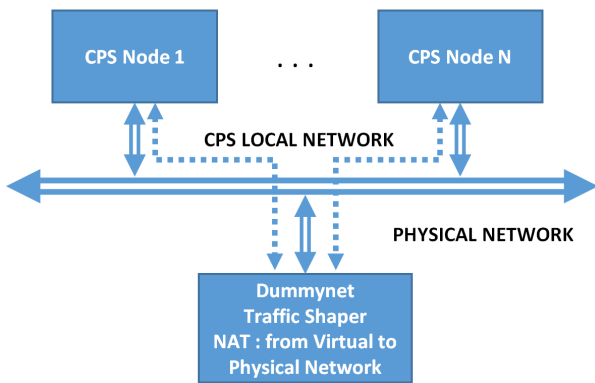 CPS Node 1
. . .
CPS Node N
CPS LOCAL NETWORK
PHYSICAL NETWORK
Dummynet
Traffic Shaper
NAT : from Virtual to
Physical Network